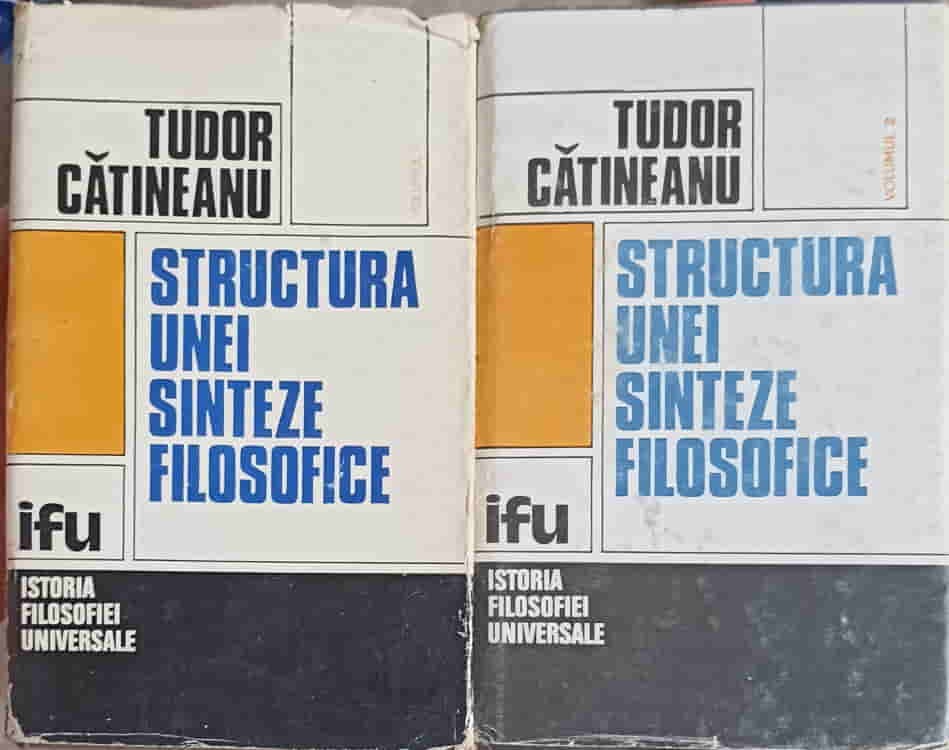 TUDOR
CĂTINEANU
STRUCTURA
UNEI
SINTEZE
FILOSOFICE
ifu
ISTORIA
FILOSOFIEI
UNIVERSALE
TUDOR
CĂTINEANU
VOLUMUL 2
STRUCTURA
UNEI
SINTEZE
FILOSOFICE
ifu
ISTORIA
FILOSOFIEI
UNIVERSALE